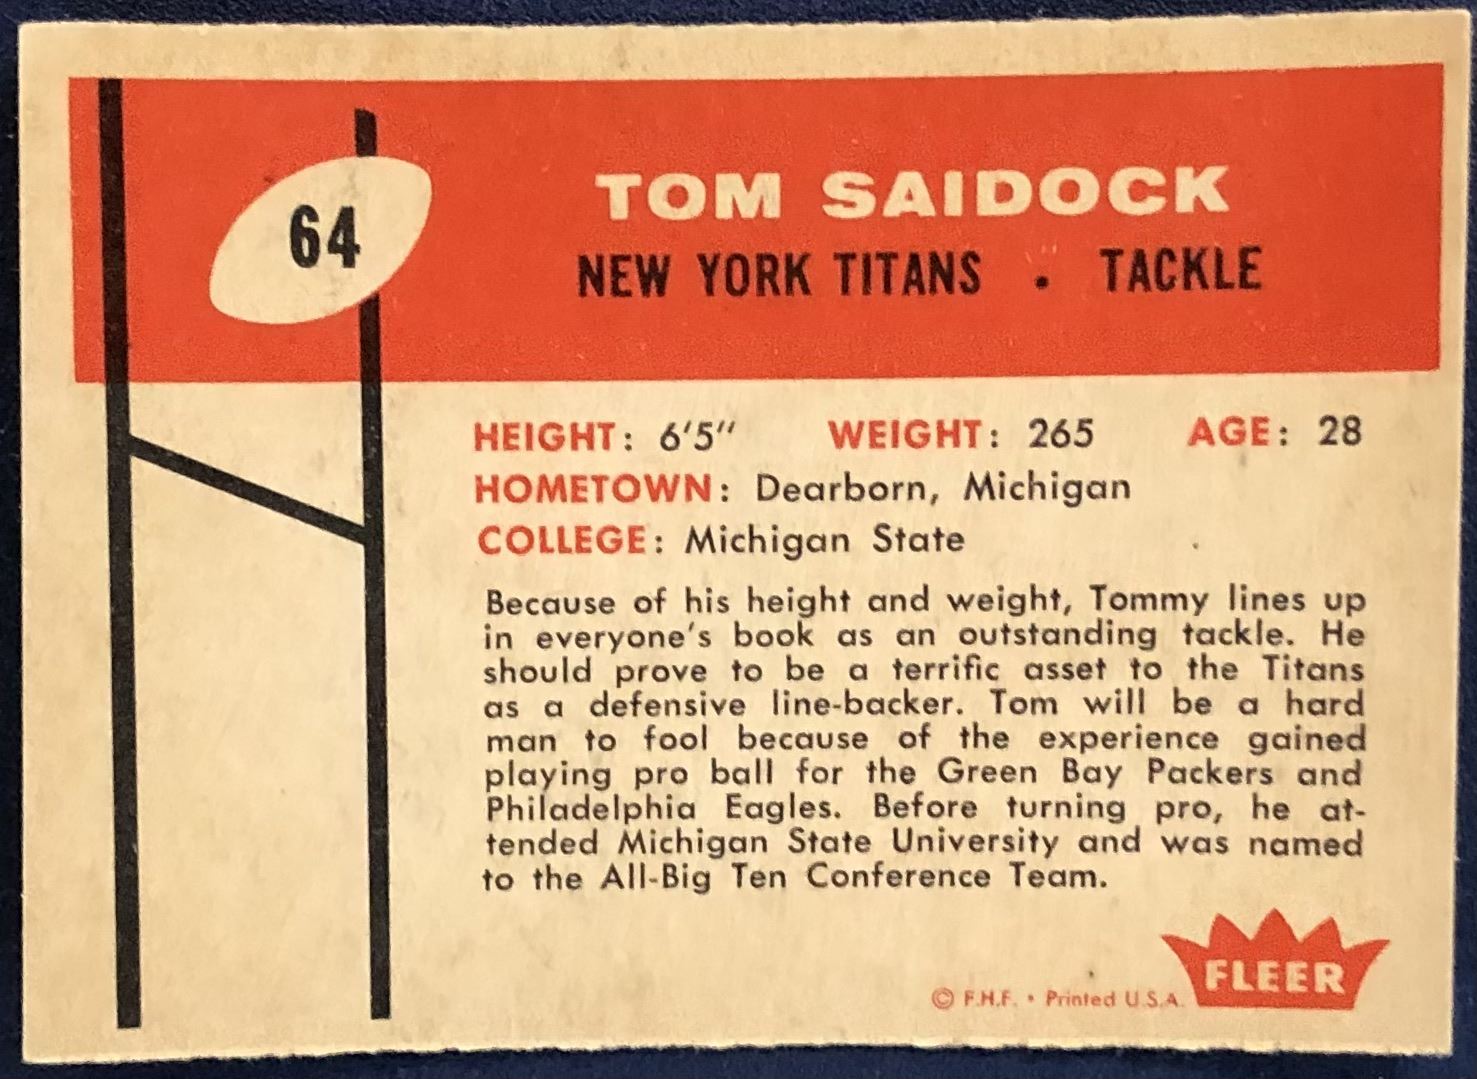 64
TOM SAIDOCK
NEW YORK TITANS . TACKLE
HEIGHT: 6'5" WEIGHT: 265 AGE: 28
HOMETOWN: Dearborn, Michigan
COLLEGE: Michigan State
Because of his height and weight, Tommy lines up
in everyone's book as an outstanding tackle. He
should prove to be a terrific asset to the Titans
as a defensive line-backer. Tom will be a hard
man to fool because of the experience gained
playing pro ball for the Green Bay Packers and
Philadelphia Eagles. Before turning pro, he at-
tended Michigan State University and was named
to the All-Big Ten Conference Team.
FLEER
© F.H.F. • Printed U.S.A.